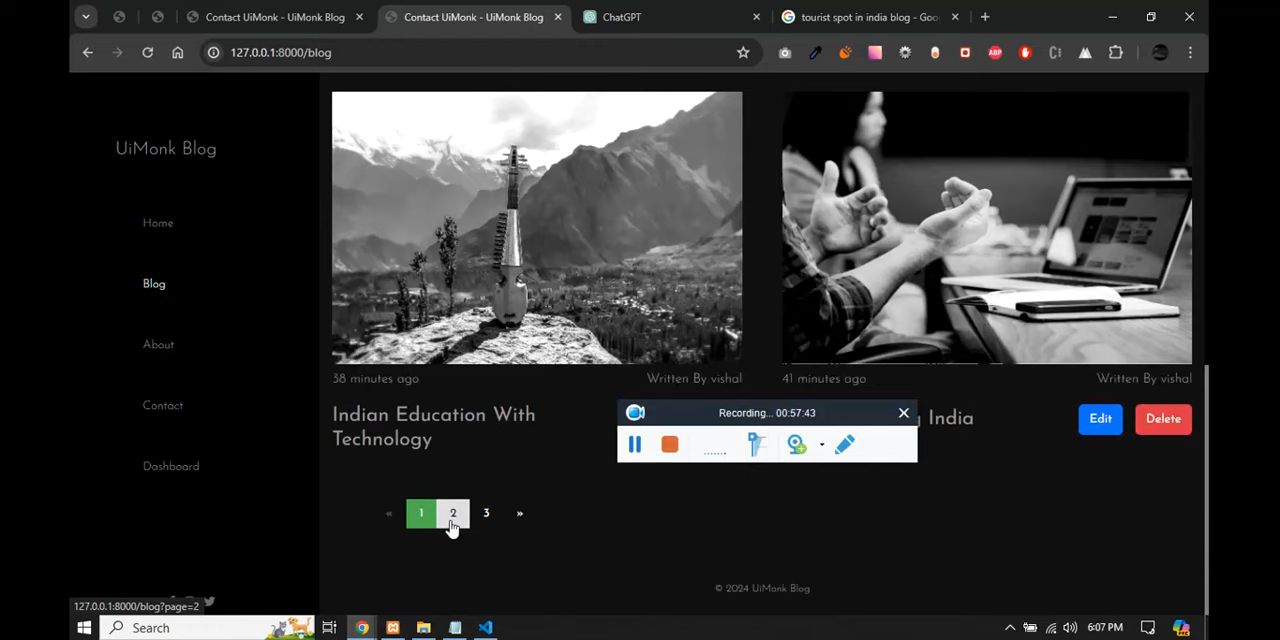 Contact UiMonk - UiMonk Blog
Contact UiMonk - UiMonk Blog
ChatGPT
tourist spot in india blog - Goo
127.0.0.1:8000/blog
ABP
UiMonk Blog
Home
Blog
About
Contact
Dashboard
38 minutes ago
Written By vishal
41 minutes ago
Written By vishal
Indian Education With
Technology
g India
Edit
Delete
Recording... 00:57:43
« 1 2 3 »
© 2024 UiMonk Blog
127.0.0.1:8000/blog?page=2
Search
6:07 PM